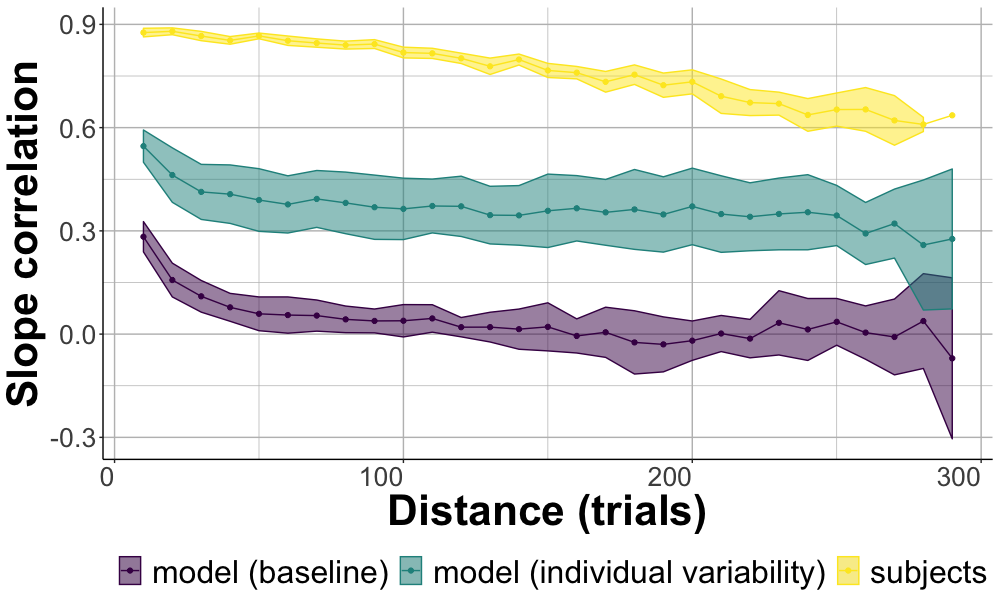 Slope correlation
0.9
0.6
0.3
0.0
-0.3
0 100 200 300
Distance (trials)
model (baseline) model (individual variability) subjects